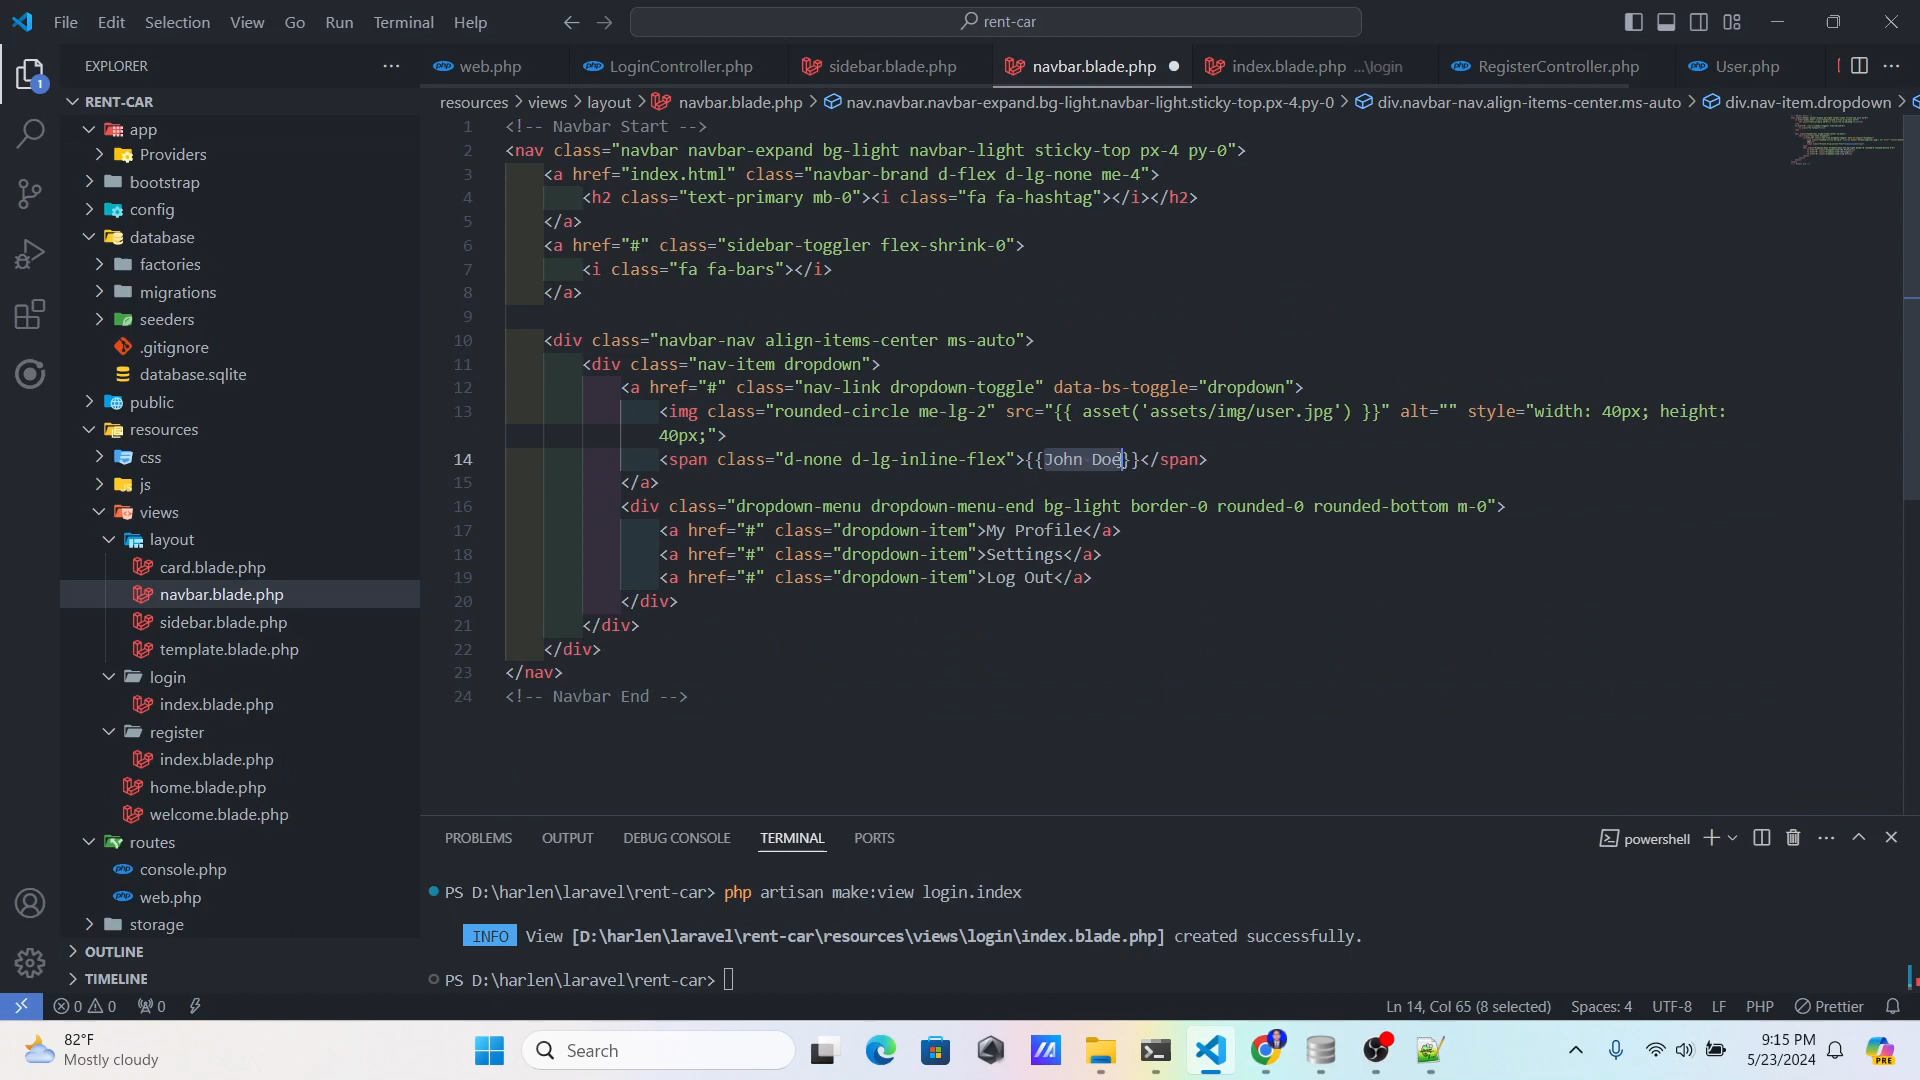 File Edit Selection View Go Run Terminal Help
rent-car
EXPLORER
web.php LoginController.php sidebar.blade.php navbar.blade.php index.blade.php ...\login RegisterController.php User.php
RENT-CAR
resources > views > layout > navbar.blade.php > nav.navbar.navbar-expand.bg-light.navbar-light.sticky-top.px-4.py-0 > div.navbar-nav.align-items-center.ms-auto > div.nav-item.dropdown >
app
Providers
bootstrap
config
database
factories
migrations
seeders
.gitignore
database.sqlite
public
resources
css
js
views
layout
card.blade.php
navbar.blade.php
sidebar.blade.php
template.blade.php
login
index.blade.php
register
index.blade.php
home.blade.php
welcome.blade.php
routes
console.php
web.php
storage
OUTLINE
TIMELINE
1 <!-- Navbar Start -->
2 <nav class="navbar navbar-expand bg-light navbar-light sticky-top px-4 py-0">
3 <a href="index.html" class="navbar-brand d-flex d-lg-none me-4">
4 <h2 class="text-primary mb-0"><i class="fa fa-hashtag"></i></h2>
5 </a>
6 <a href="#" class="sidebar-toggler flex-shrink-0">
7 <i class="fa fa-bars"></i>
8 </a>
9
10 <div class="navbar-nav align-items-center ms-auto">
11 <div class="nav-item dropdown">
12 <a href="#" class="nav-link dropdown-toggle" data-bs-toggle="dropdown">
13 <img class="rounded-circle me-lg-2" src="{{ asset('assets/img/user.jpg') }}" alt="" style="width: 40px; height:
40px;">
14 <span class="d-none d-lg-inline-flex">{{John Doe}}</span>
15 </a>
16 <div class="dropdown-menu dropdown-menu-end bg-light border-0 rounded-0 rounded-bottom m-0">
17 <a href="#" class="dropdown-item">My Profile</a>
18 <a href="#" class="dropdown-item">Settings</a>
19 <a href="#" class="dropdown-item">Log Out</a>
20 </div>
21 </div>
22 </div>
23 </nav>
24 <!-- Navbar End -->
PROBLEMS OUTPUT DEBUG CONSOLE TERMINAL PORTS
powershell
PS D:\harlen\laravel\rent-car> php artisan make:view login.index
INFO View [D:\harlen\laravel\rent-car\resources\views\login\index.blade.php] created successfully.
PS D:\harlen\laravel\rent-car>
0 0 0
Ln 14, Col 65 (8 selected) Spaces: 4 UTF-8 LF PHP Prettier
82°F
Mostly cloudy
Search
9:15 PM
5/23/2024
PRE